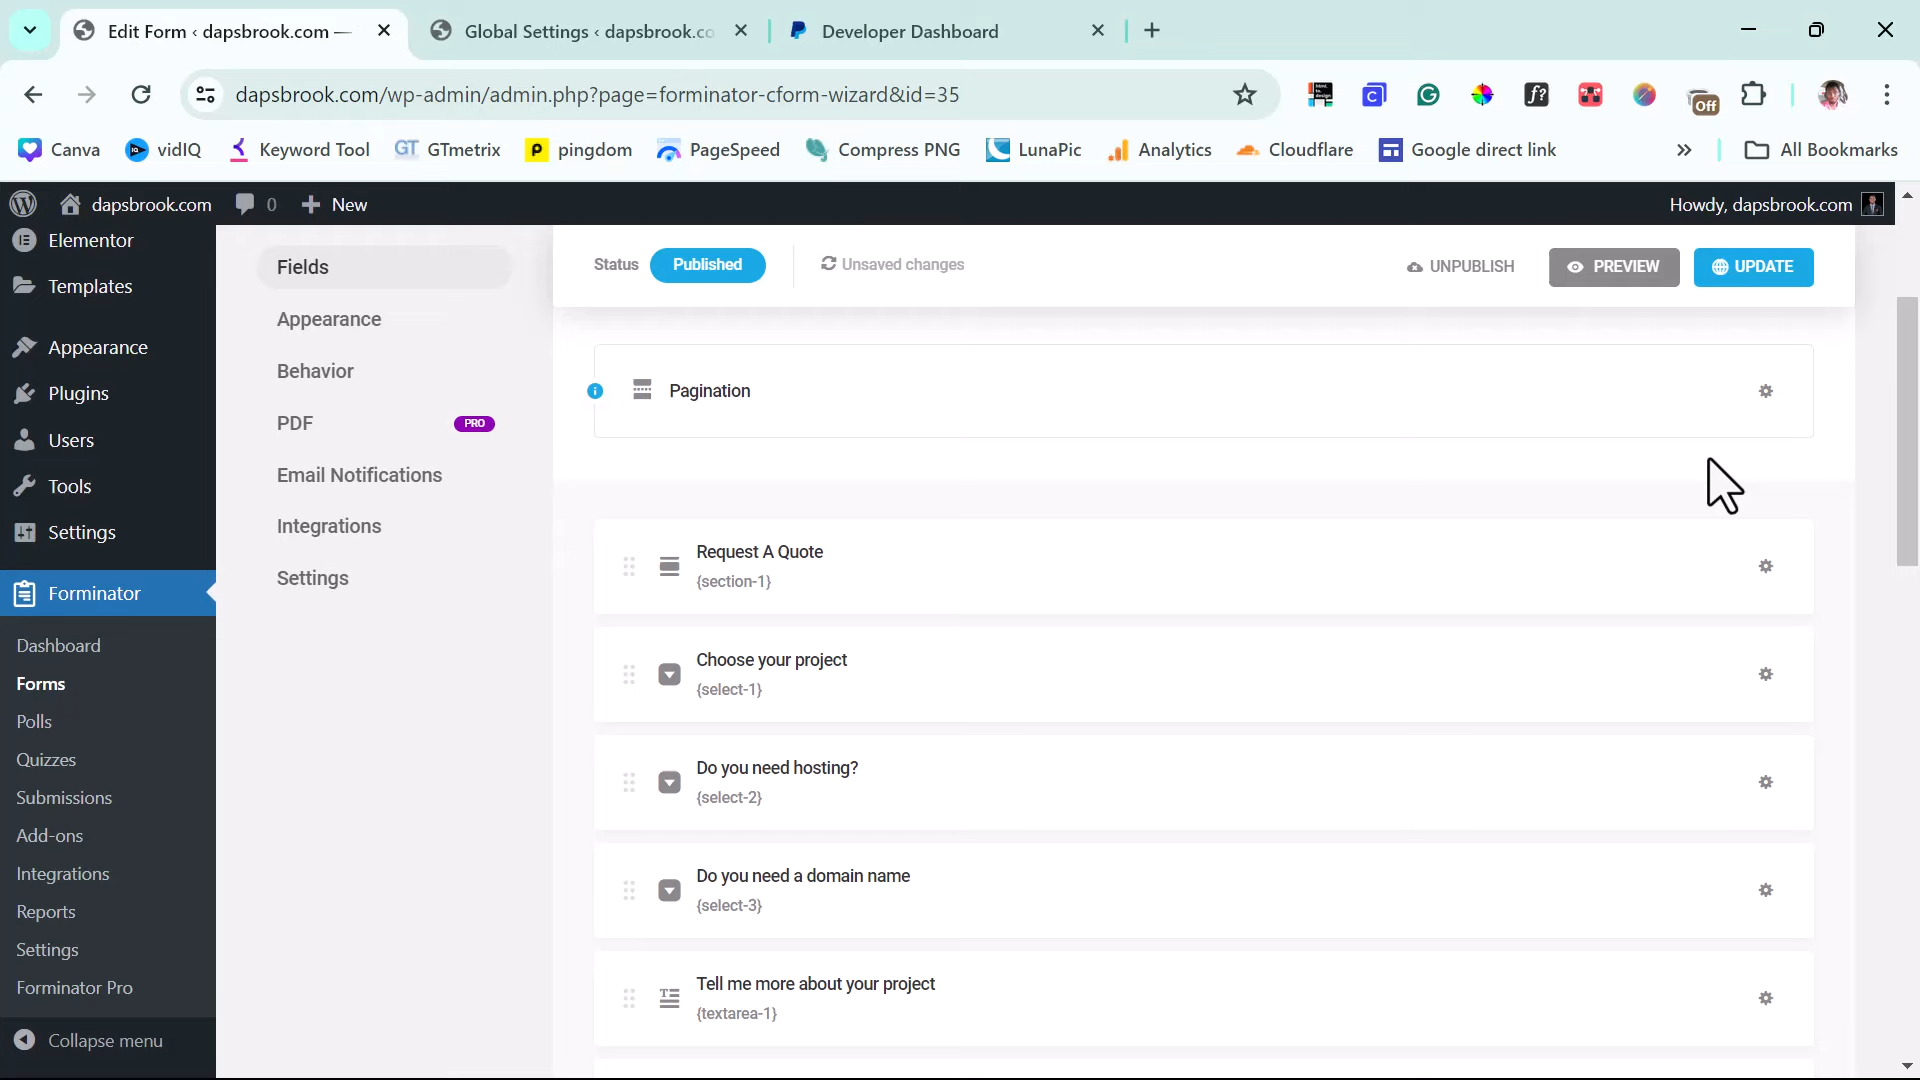 Edit Form ‹ dapsbrook.com —
Global Settings ‹ dapsbrook.co
Developer Dashboard
dapsbrook.com/wp-admin/admin.php?page=forminator-cform-wizard&id=35
f?
Off
Canva
vidIQ
Keyword Tool
GT GTmetrix
p pingdom
PageSpeed
Compress PNG
LunaPic
Analytics
Cloudflare
Google direct link
»
All Bookmarks
dapsbrook.com
0
New
Howdy, dapsbrook.com
Elementor
Templates
Appearance
Plugins
Users
Tools
Settings
Forminator
Dashboard
Forms
Polls
Quizzes
Submissions
Add-ons
Integrations
Reports
Settings
Forminator Pro
Collapse menu
Fields
Appearance
Behavior
PDF PRO
Email Notifications
Integrations
Settings
Status Published
Unsaved changes
UNPUBLISH
PREVIEW
UPDATE
Pagination
Request A Quote
{section-1}
Choose your project
{select-1}
Do you need hosting?
{select-2}
Do you need a domain name
{select-3}
Tell me more about your project
{textarea-1}